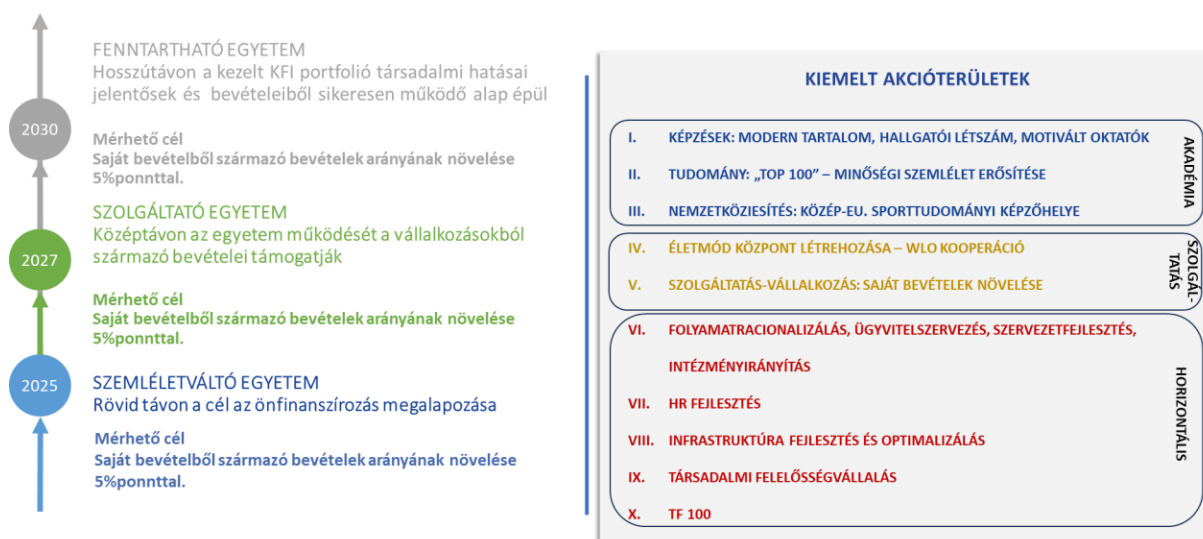 FENNTARTHATÓ EGYETEM
Hosszútávon a kezelt KFI portfolió társadalmi hatásai
jelentősek és bevételeiből sikeresen működő alap épül
2030
Mérhető cél
Saját bevételből származó bevételek arányának növelése
5%ponnttal.
SZOLGÁLTATÓ EGYETEM
Középtávon az egyetem működését a vállalkozásokból
származó bevételei támogatják
2027
Mérhető cél
Saját bevételből származó bevételek arányának növelése
5%ponnttal.
2025
SZEMLÉLETVÁLTÓ EGYETEM
Rövid távon a cél az önfinanszírozás megalapozása
Mérhető cél
Saját bevételből származó bevételek arányának növelése
5%ponnttal.
KIEMELT AKCIÓTERÜLETEK
I. KÉPZÉSEK: MODERN TARTALOM, HALLGATÓI LÉTSZÁM, MOTIVÁLT OKTATÓK
II. TUDOMÁNY: „TOP 100” – MINŐSÉGI SZEMLÉLET ERŐSÍTÉSE
III. NEMZETKÖZIESÍTÉS: KÖZÉP-EU. SPORTTUDOMÁNYI KÉPZŐHELYE
AKADÉMIA
IV. ÉLETMÓD KÖZPONT LÉTREHOZÁSA – WLO KOOPERÁCIÓ
V. SZOLGÁLTATÁS-VÁLLALKOZÁS: SAJÁT BEVÉTELEK NÖVELÉSE
SZOLGÁL-
TATÁS
VI. FOLYAMATRACIONALIZÁLÁS, ÜGYVITELSZERVEZÉS, SZERVEZETFEJLESZTÉS,
INTÉZMÉNYIRÁNYÍTÁS
VII. HR FEJLESZTÉS
VIII. INFRASTRUKTÚRA FEJLESZTÉS ÉS OPTIMALIZÁLÁS
IX. TÁRSADALMI FELELŐSSÉGVÁLLALÁS
X. TF 100
HORIZONTÁLIS